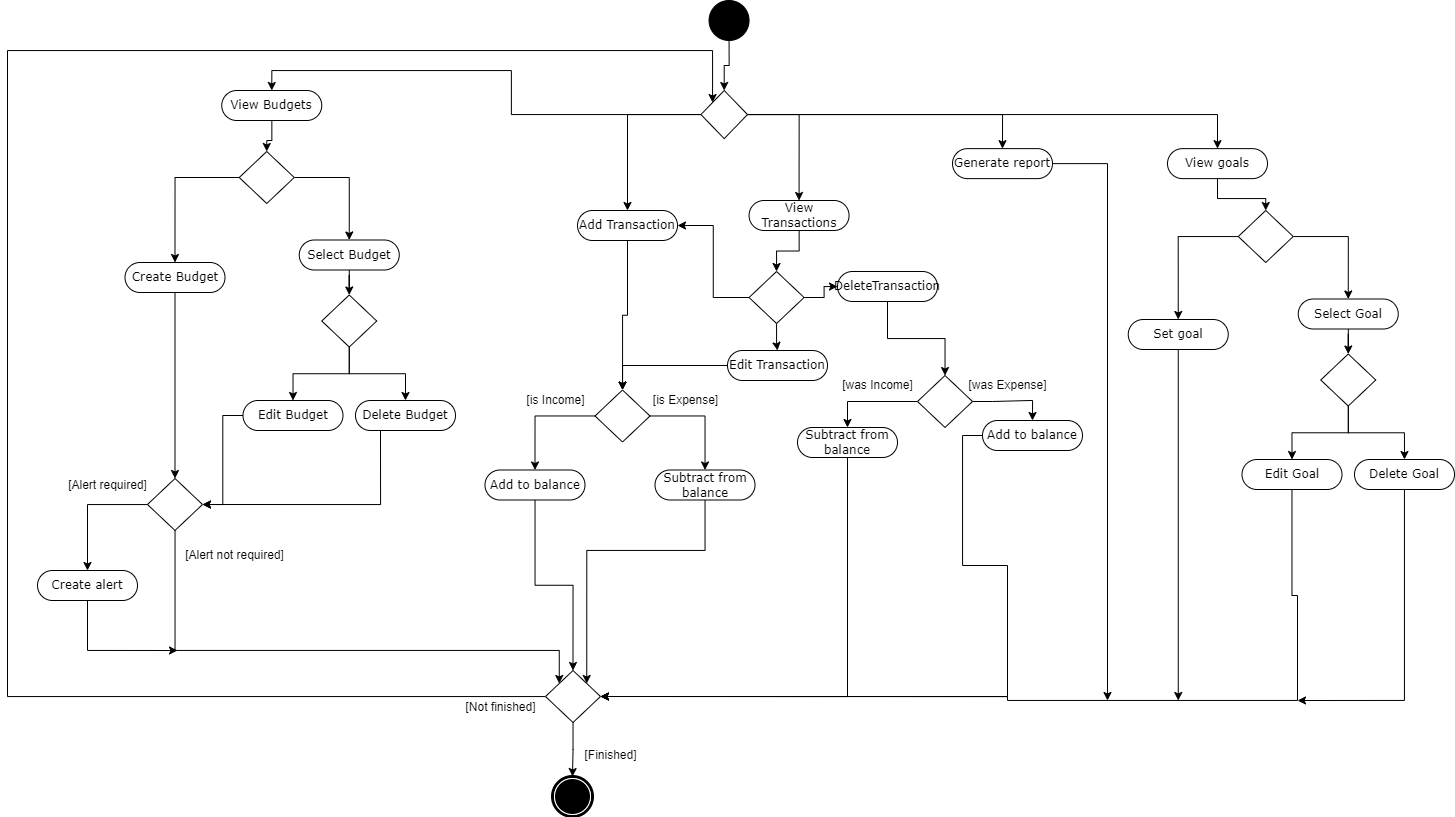 View Budgets
Generate report
View goals
View
Transactions
Add Transaction
Select Budget
Create Budget
DeleteTransaction
Select Goal
Set goal
Edit Transaction
[was Income]
[was Expense]
[is Income]
[is Expense]
Edit Budget
Delete Budget
Subtract from
balance
Add to balance
Edit Goal
Delete Goal
[Alert required]
Add to balance
Subtract from
balance
[Alert not required]
Create alert
[Not finished]
[Finished]